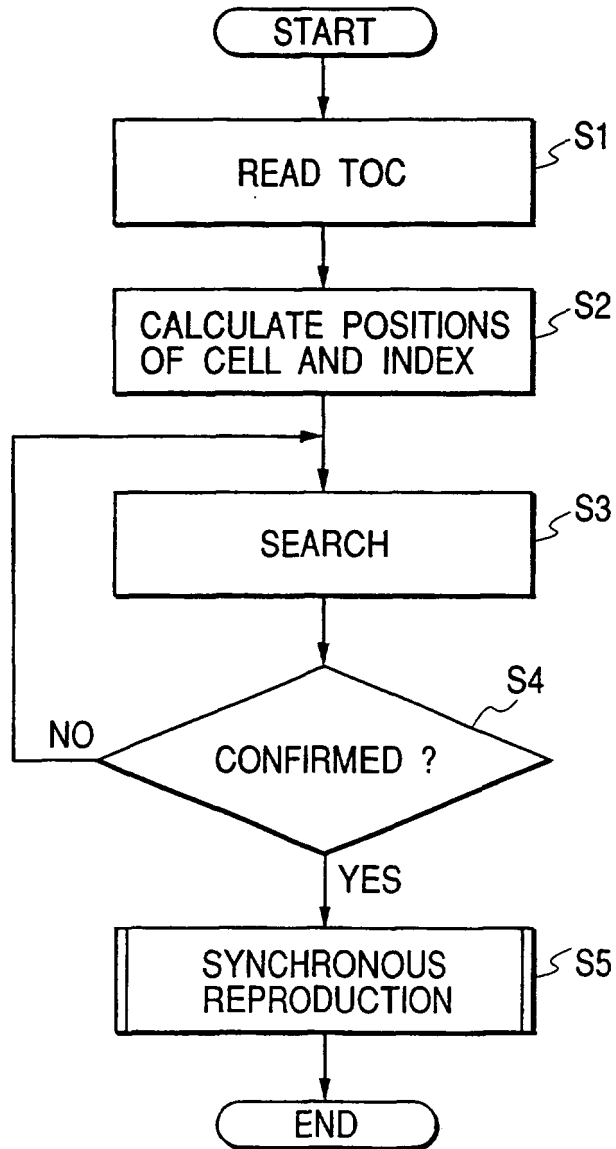 START
S1
READ TOC
S2
CALCULATE POSITIONS
OF CELL AND INDEX
S3
SEARCH
S4
NO
CONFIRMED ?
YES
S5
SYNCHRONOUS
REPRODUCTION
END